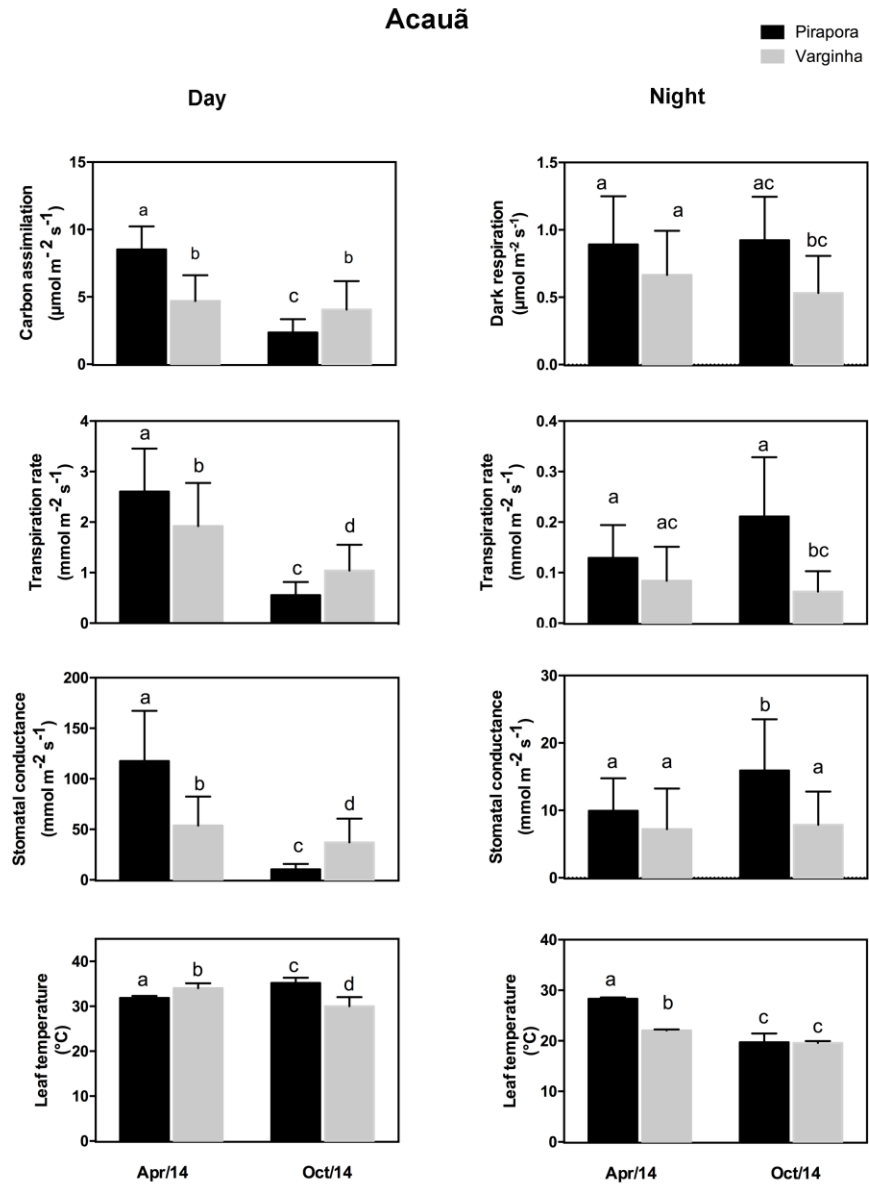 Acauã
Pirapora
Varginha
Day
Night
Carbon assimilation
(µmol m⁻² s⁻¹)
15
10
5
0
a
b
c
b
Dark respiration
(µmol m⁻² s⁻¹)
1.5
1.0
0.5
0.0
a
a
ac
bc
Transpiration rate
(mmol m⁻² s⁻¹)
4
3
2
1
0
a
b
c
d
Transpiration rate
(mmol m⁻² s⁻¹)
0.4
0.3
0.2
0.1
0.0
a
ac
a
bc
Stomatal conductance
(mmol m⁻² s⁻¹)
200
150
100
50
0
a
b
c
d
Stomatal conductance
(mmol m⁻² s⁻¹)
30
20
10
0
a
a
b
a
Leaf temperature
(°C)
40
30
20
10
0
a
b
c
d
Leaf temperature
(°C)
40
30
20
10
0
a
b
c
c
Apr/14
Oct/14
Apr/14
Oct/14